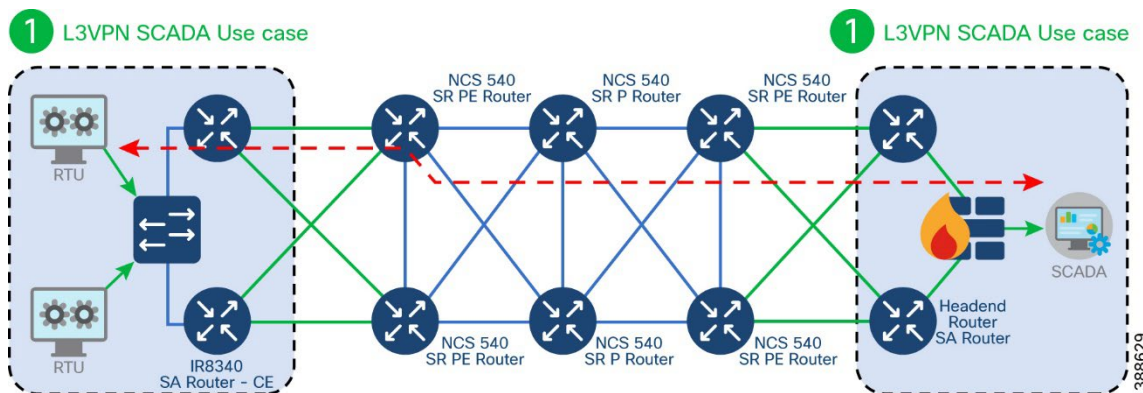 1 L3VPN SCADA Use case
1 L3VPN SCADA Use case
NCS 540
SR PE Router
NCS 540
SR P Router
NCS 540
SR PE Router
RTU
SCADA
RTU
IR8340
SA Router - CE
NCS 540
SR PE Router
NCS 540
SR P Router
NCS 540
SR PE Router
Headend
Router
SA Router
388629